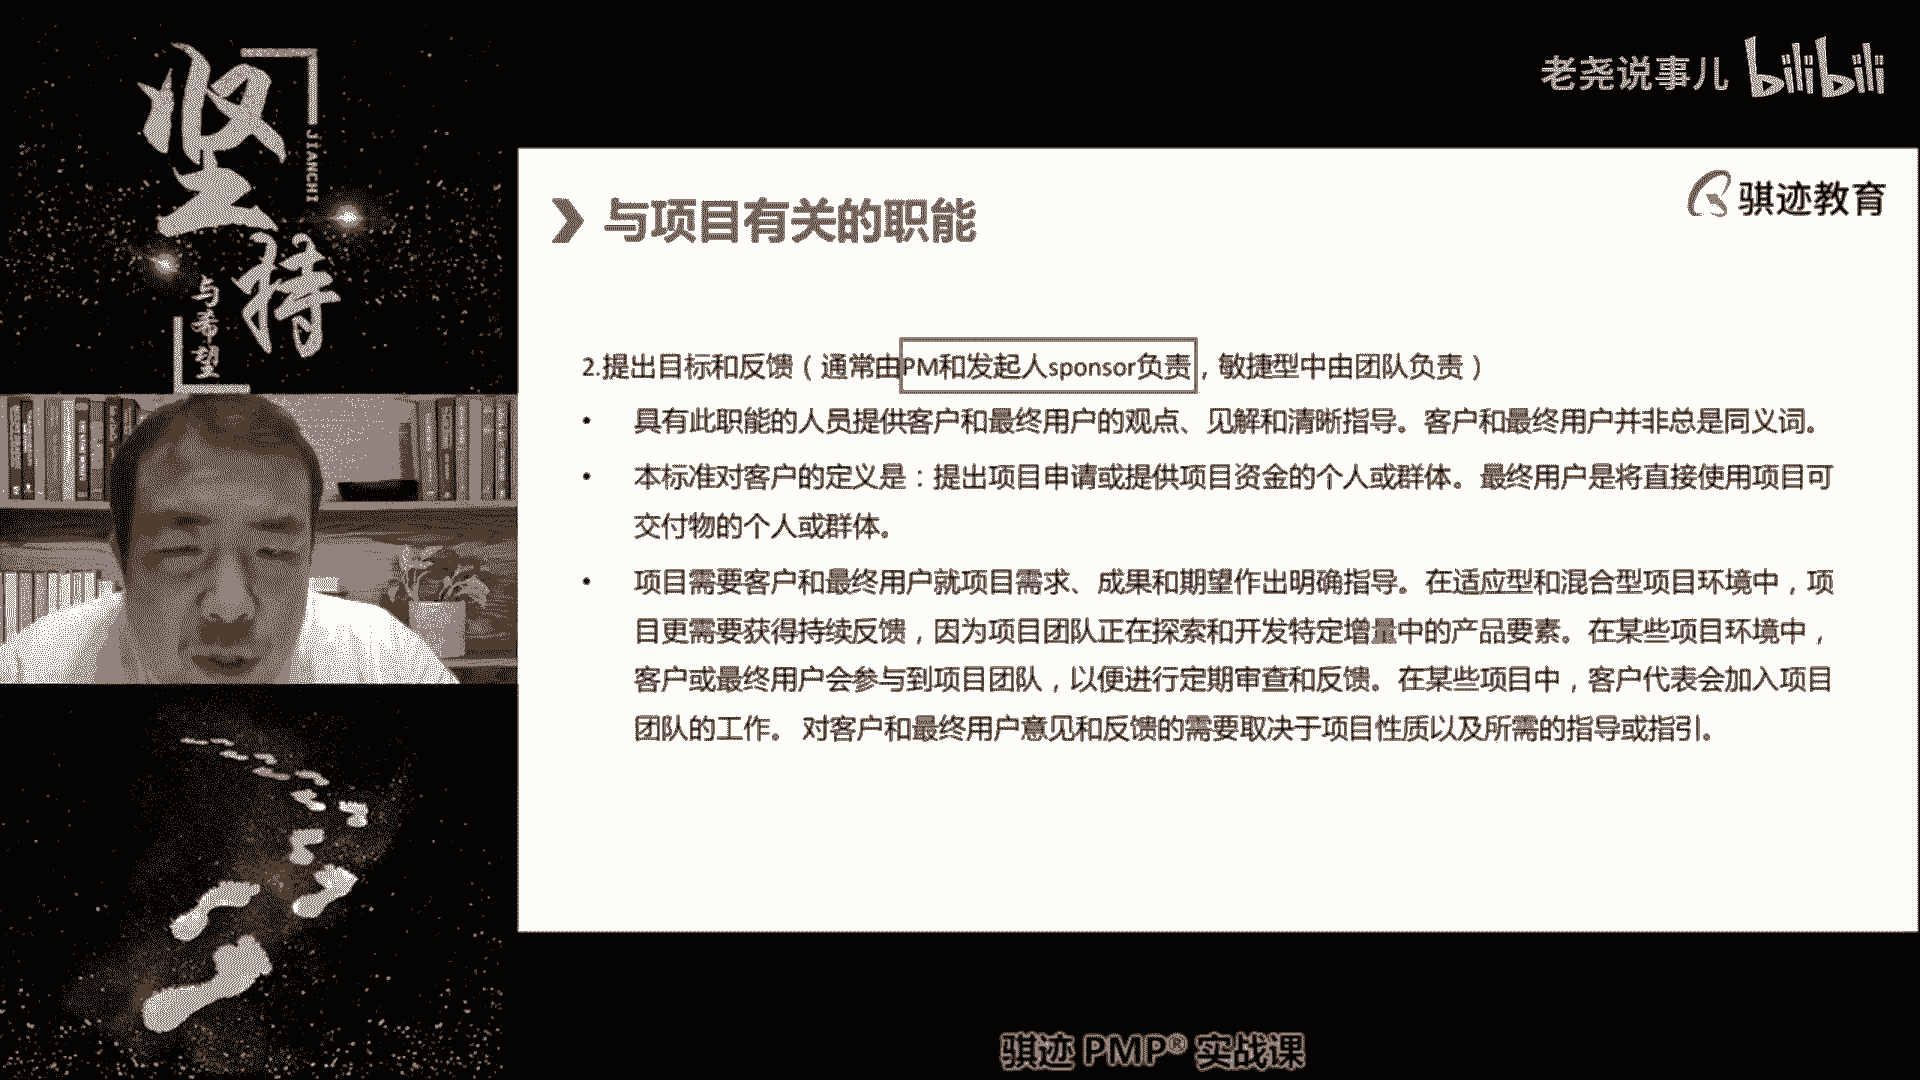 坚持
JIANCHI
与希望
老尧说事儿 bilibili
骐迹教育
与项目有关的职能
2.提出目标和反馈（通常由PM和发起人sponsor负责，敏捷型中由团队负责）
• 具有此职能的人员提供客户和最终用户的观点、见解和清晰指导。客户和最终用户并非总是同义词。
• 本标准对客户的定义是：提出项目申请或提供项目资金的个人或群体。最终用户是将直接使用项目可
交付物的个人或群体。
• 项目需要客户和最终用户就项目需求、成果和期望作出明确指导。在适应型和混合型项目环境中，项
目更需要获得持续反馈，因为项目团队正在探索和开发特定增量中的产品要素。在某些项目环境中，
客户或最终用户会参与到项目团队，以便进行定期审查和反馈。在某些项目中，客户代表会加入项目
团队的工作。 对客户和最终用户意见和反馈的需要取决于项目性质以及所需的指导或指引。
骐迹 PMP® 实战课